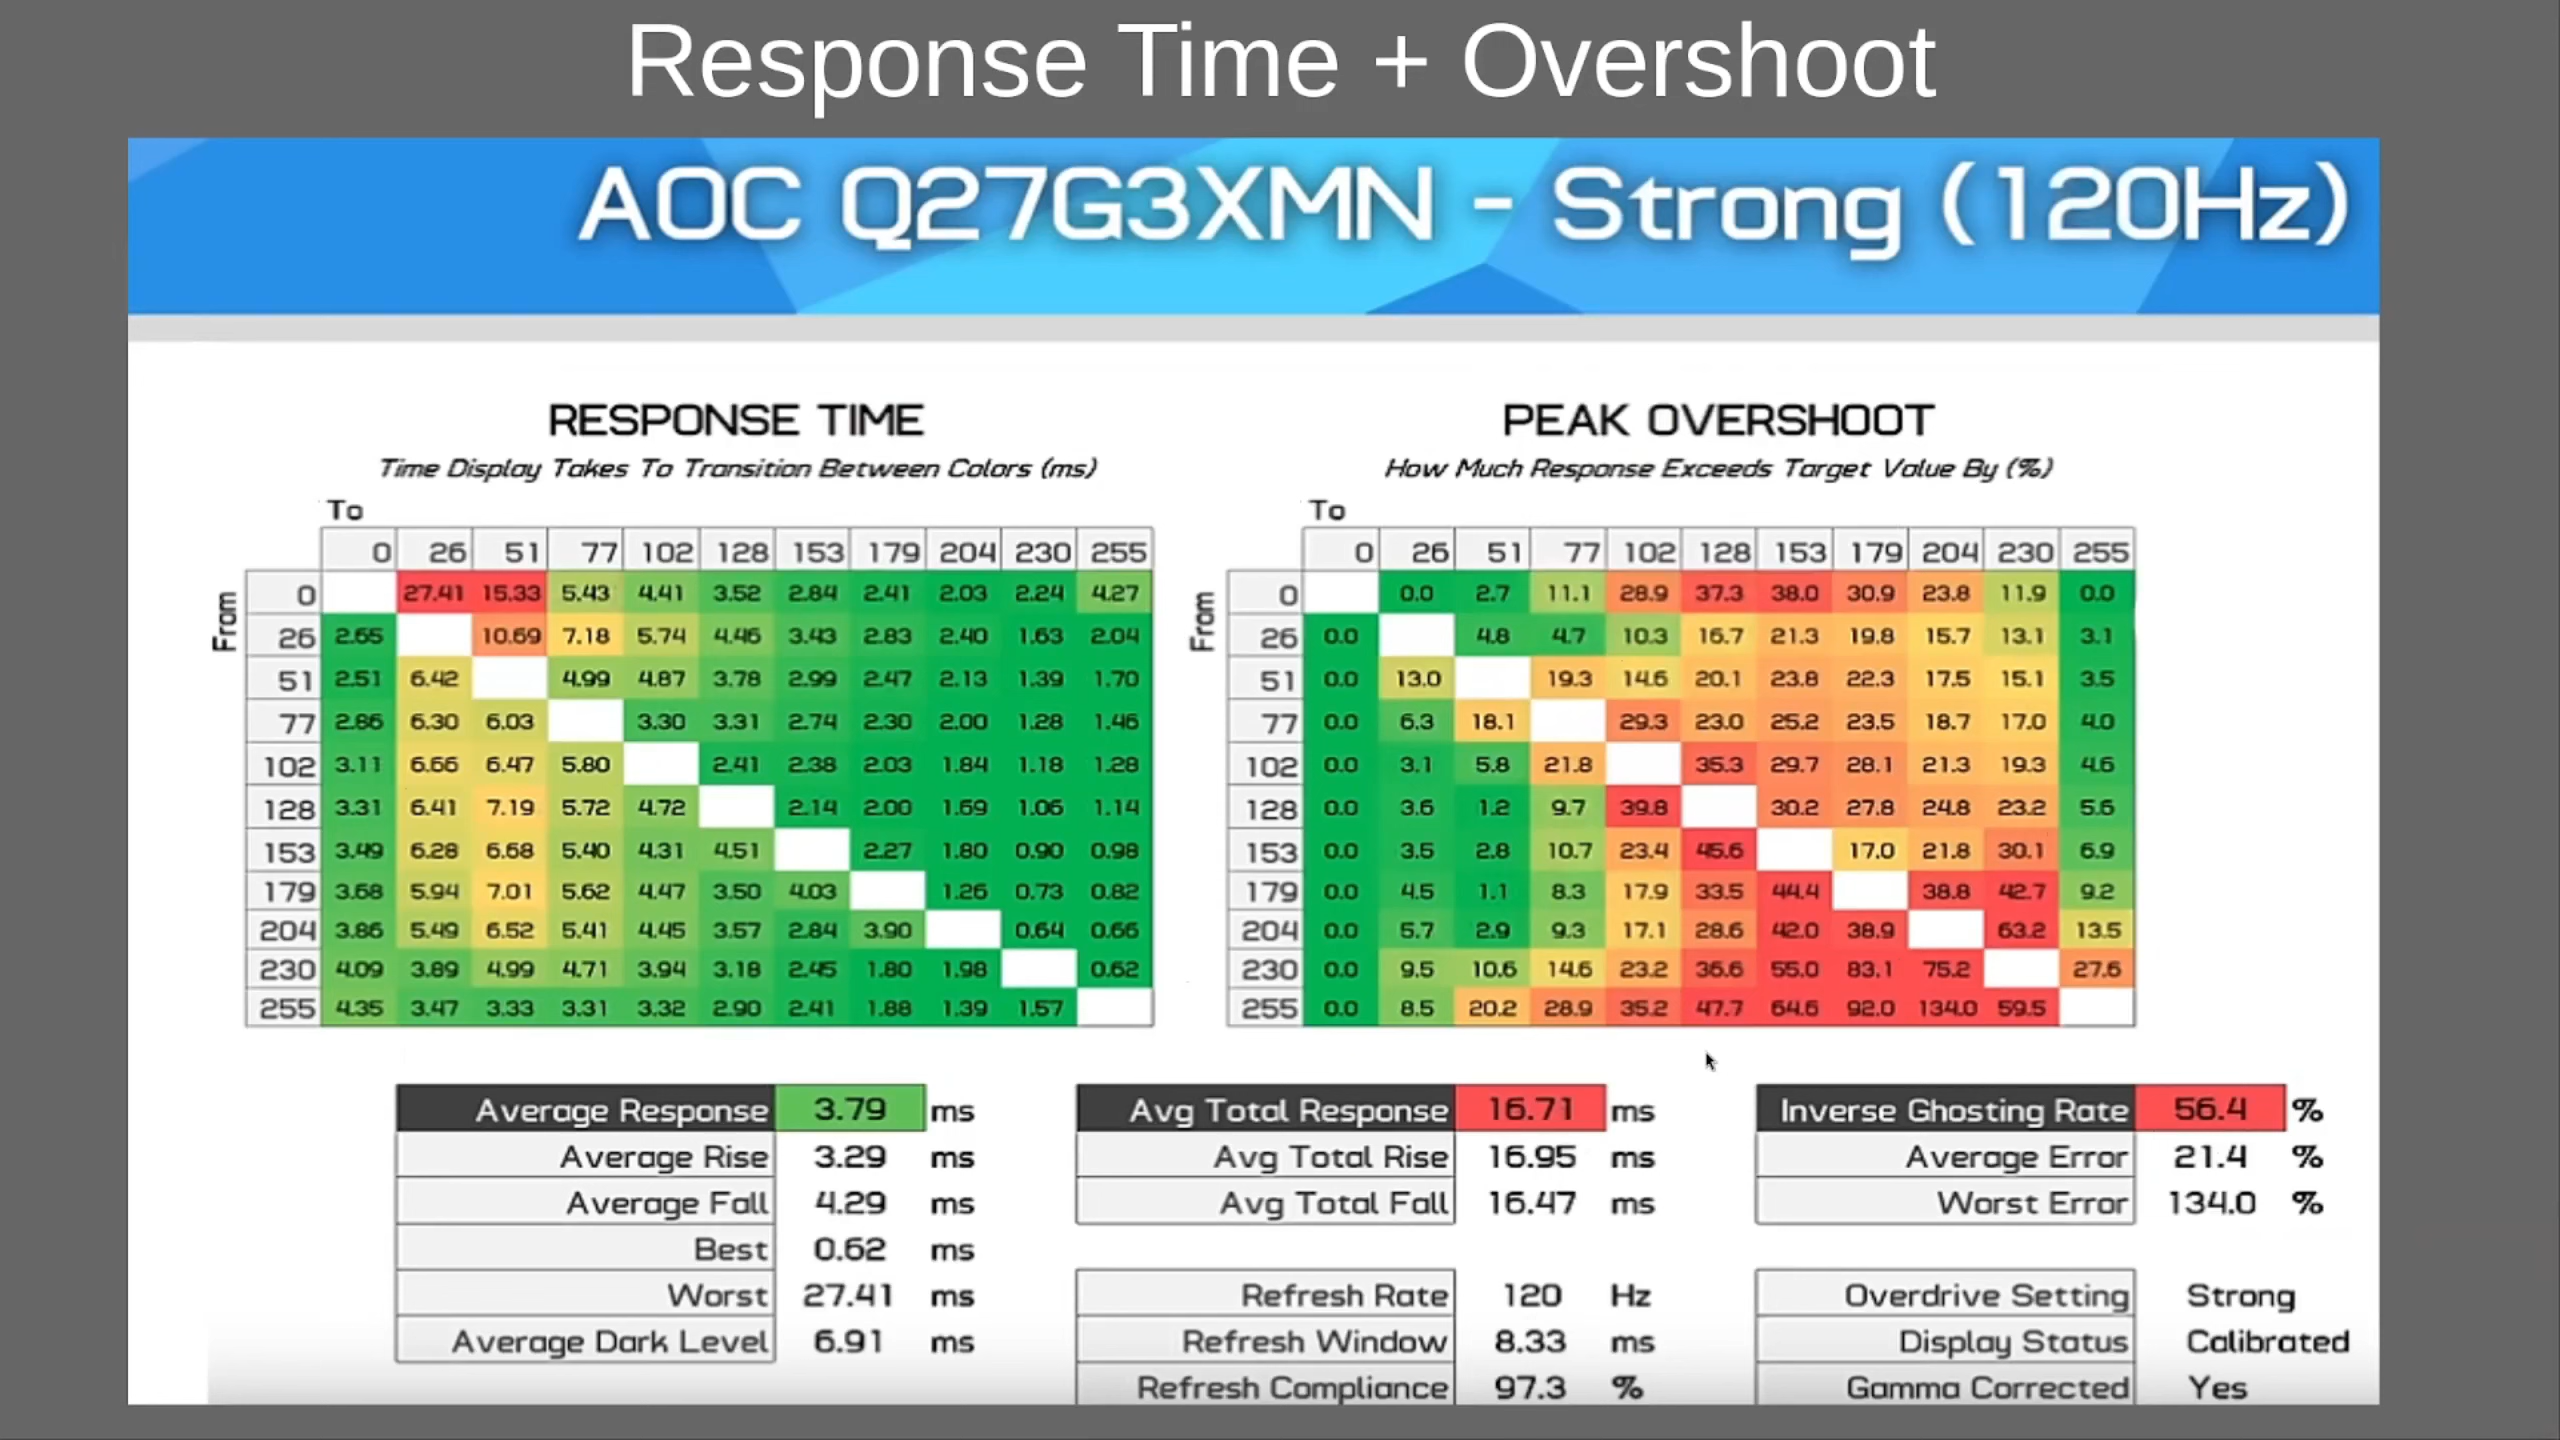 Response Time + Overshoot
AOC Q27G3XMN - Strong (120Hz)
RESPONSE TIME
Time Display Takes To Transition Between Colors (ms)
To
0 26 51 77 102 128 153 179 204 230 255
From
0 27.41 15.33 5.43 4.41 3.52 2.84 2.41 2.03 2.24 4.27
26 2.65 10.69 7.18 5.74 4.46 3.43 2.83 2.40 1.63 2.04
51 2.51 6.42 4.99 4.87 3.78 2.99 2.47 2.13 1.39 1.70
77 2.86 6.30 6.03 3.30 3.31 2.74 2.30 2.00 1.28 1.46
102 3.11 6.66 6.47 5.80 2.41 2.38 2.03 1.84 1.18 1.28
128 3.31 6.41 7.19 5.72 4.72 2.14 2.00 1.69 1.06 1.14
153 3.49 6.28 6.68 5.40 4.31 4.51 2.27 1.80 0.90 0.98
179 3.68 5.94 7.01 5.62 4.47 3.50 4.03 1.26 0.73 0.82
204 3.86 5.49 6.52 5.41 4.45 3.57 2.84 3.90 0.64 0.66
230 4.09 3.89 4.99 4.71 3.94 3.18 2.45 1.80 1.98 0.62
255 4.35 3.47 3.33 3.31 3.32 2.90 2.41 1.88 1.39 1.57
PEAK OVERSHOOT
How Much Response Exceeds Target Value By (%)
To
0 26 51 77 102 128 153 179 204 230 255
From
0 0.0 2.7 11.1 28.9 37.3 38.0 30.9 23.8 11.9 0.0
26 0.0 4.8 4.7 10.3 16.7 21.3 19.8 15.7 13.1 3.1
51 0.0 13.0 19.3 14.6 20.1 23.8 22.3 17.5 15.1 3.5
77 0.0 6.3 18.1 29.3 23.0 25.2 23.5 18.7 17.0 4.0
102 0.0 3.1 5.8 21.8 35.3 29.7 28.1 21.3 19.3 4.6
128 0.0 3.6 1.2 9.7 39.8 30.2 27.8 24.8 23.2 5.6
153 0.0 3.5 2.8 10.7 23.4 45.6 17.0 21.8 30.1 6.9
179 0.0 4.5 1.1 8.3 17.9 33.5 44.4 38.8 42.7 9.2
204 0.0 5.7 2.9 9.3 17.1 28.6 42.0 38.9 63.2 13.5
230 0.0 9.5 10.6 14.6 23.2 36.6 55.0 83.1 75.2 27.6
255 0.0 8.5 20.2 28.9 35.2 47.7 64.6 92.0 134.0 59.5
Average Response 3.79 ms
Average Rise 3.29 ms
Average Fall 4.29 ms
Best 0.62 ms
Worst 27.41 ms
Average Dark Level 6.91 ms
Avg Total Response 16.71 ms
Avg Total Rise 16.95 ms
Avg Total Fall 16.47 ms
Refresh Rate 120 Hz
Refresh Window 8.33 ms
Refresh Compliance 97.3 %
Inverse Ghosting Rate 56.4 %
Average Error 21.4 %
Worst Error 134.0 %
Overdrive Setting Strong
Display Status Calibrated
Gamma Corrected Yes